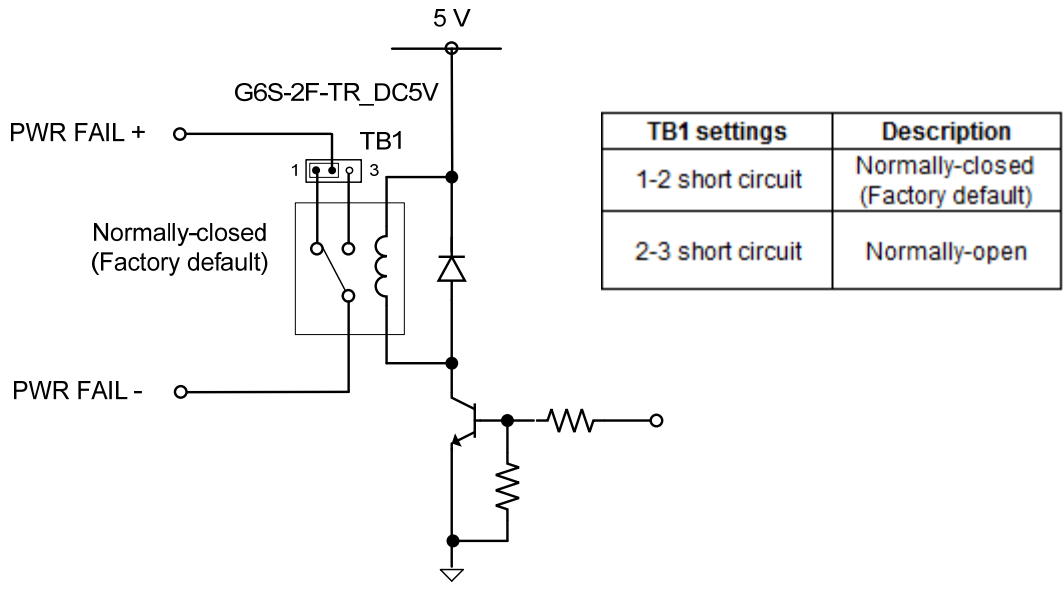 5 V
G6S-2F-TR_DC5V
PWR FAIL +
TB1
1
3
Normally-closed
(Factory default)
PWR FAIL -
TB1 settings
Description
1-2 short circuit
Normally-closed
(Factory default)
2-3 short circuit
Normally-open